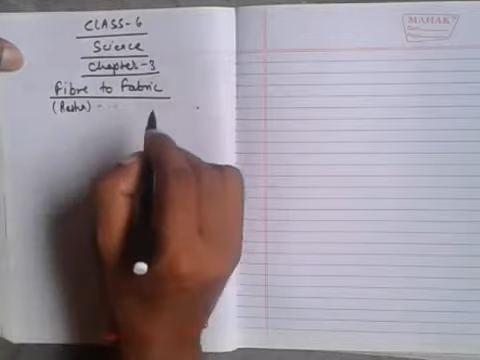 CLASS-6
Science
Chapter-3
Fibre to Fabric
(Resha) -
MAHAK